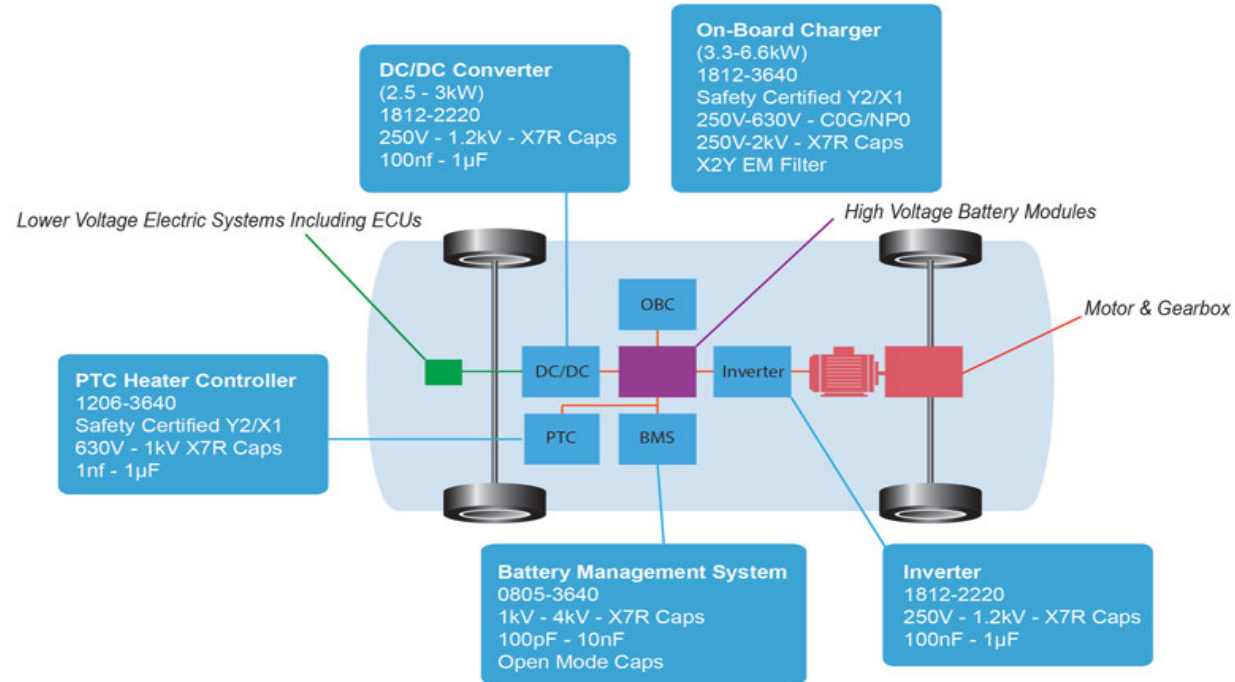 On-Board Charger
(3.3-6.6kW)
1812-3640
Safety Certified Y2/X1
250V-630V - C0G/NP0
250V-2kV - X7R Caps
X2Y EM Filter
DC/DC Converter
(2.5 - 3kW)
1812-2220
250V - 1.2kV - X7R Caps
100nf - 1µF
Lower Voltage Electric Systems Including ECUs
High Voltage Battery Modules
Motor & Gearbox
OBC
DC/DC
Inverter
PTC
BMS
PTC Heater Controller
1206-3640
Safety Certified Y2/X1
630V - 1kV X7R Caps
1nf - 1µF
Battery Management System
0805-3640
1kV - 4kV - X7R Caps
100pF - 10nF
Open Mode Caps
Inverter
1812-2220
250V - 1.2kV - X7R Caps
100nF - 1µF